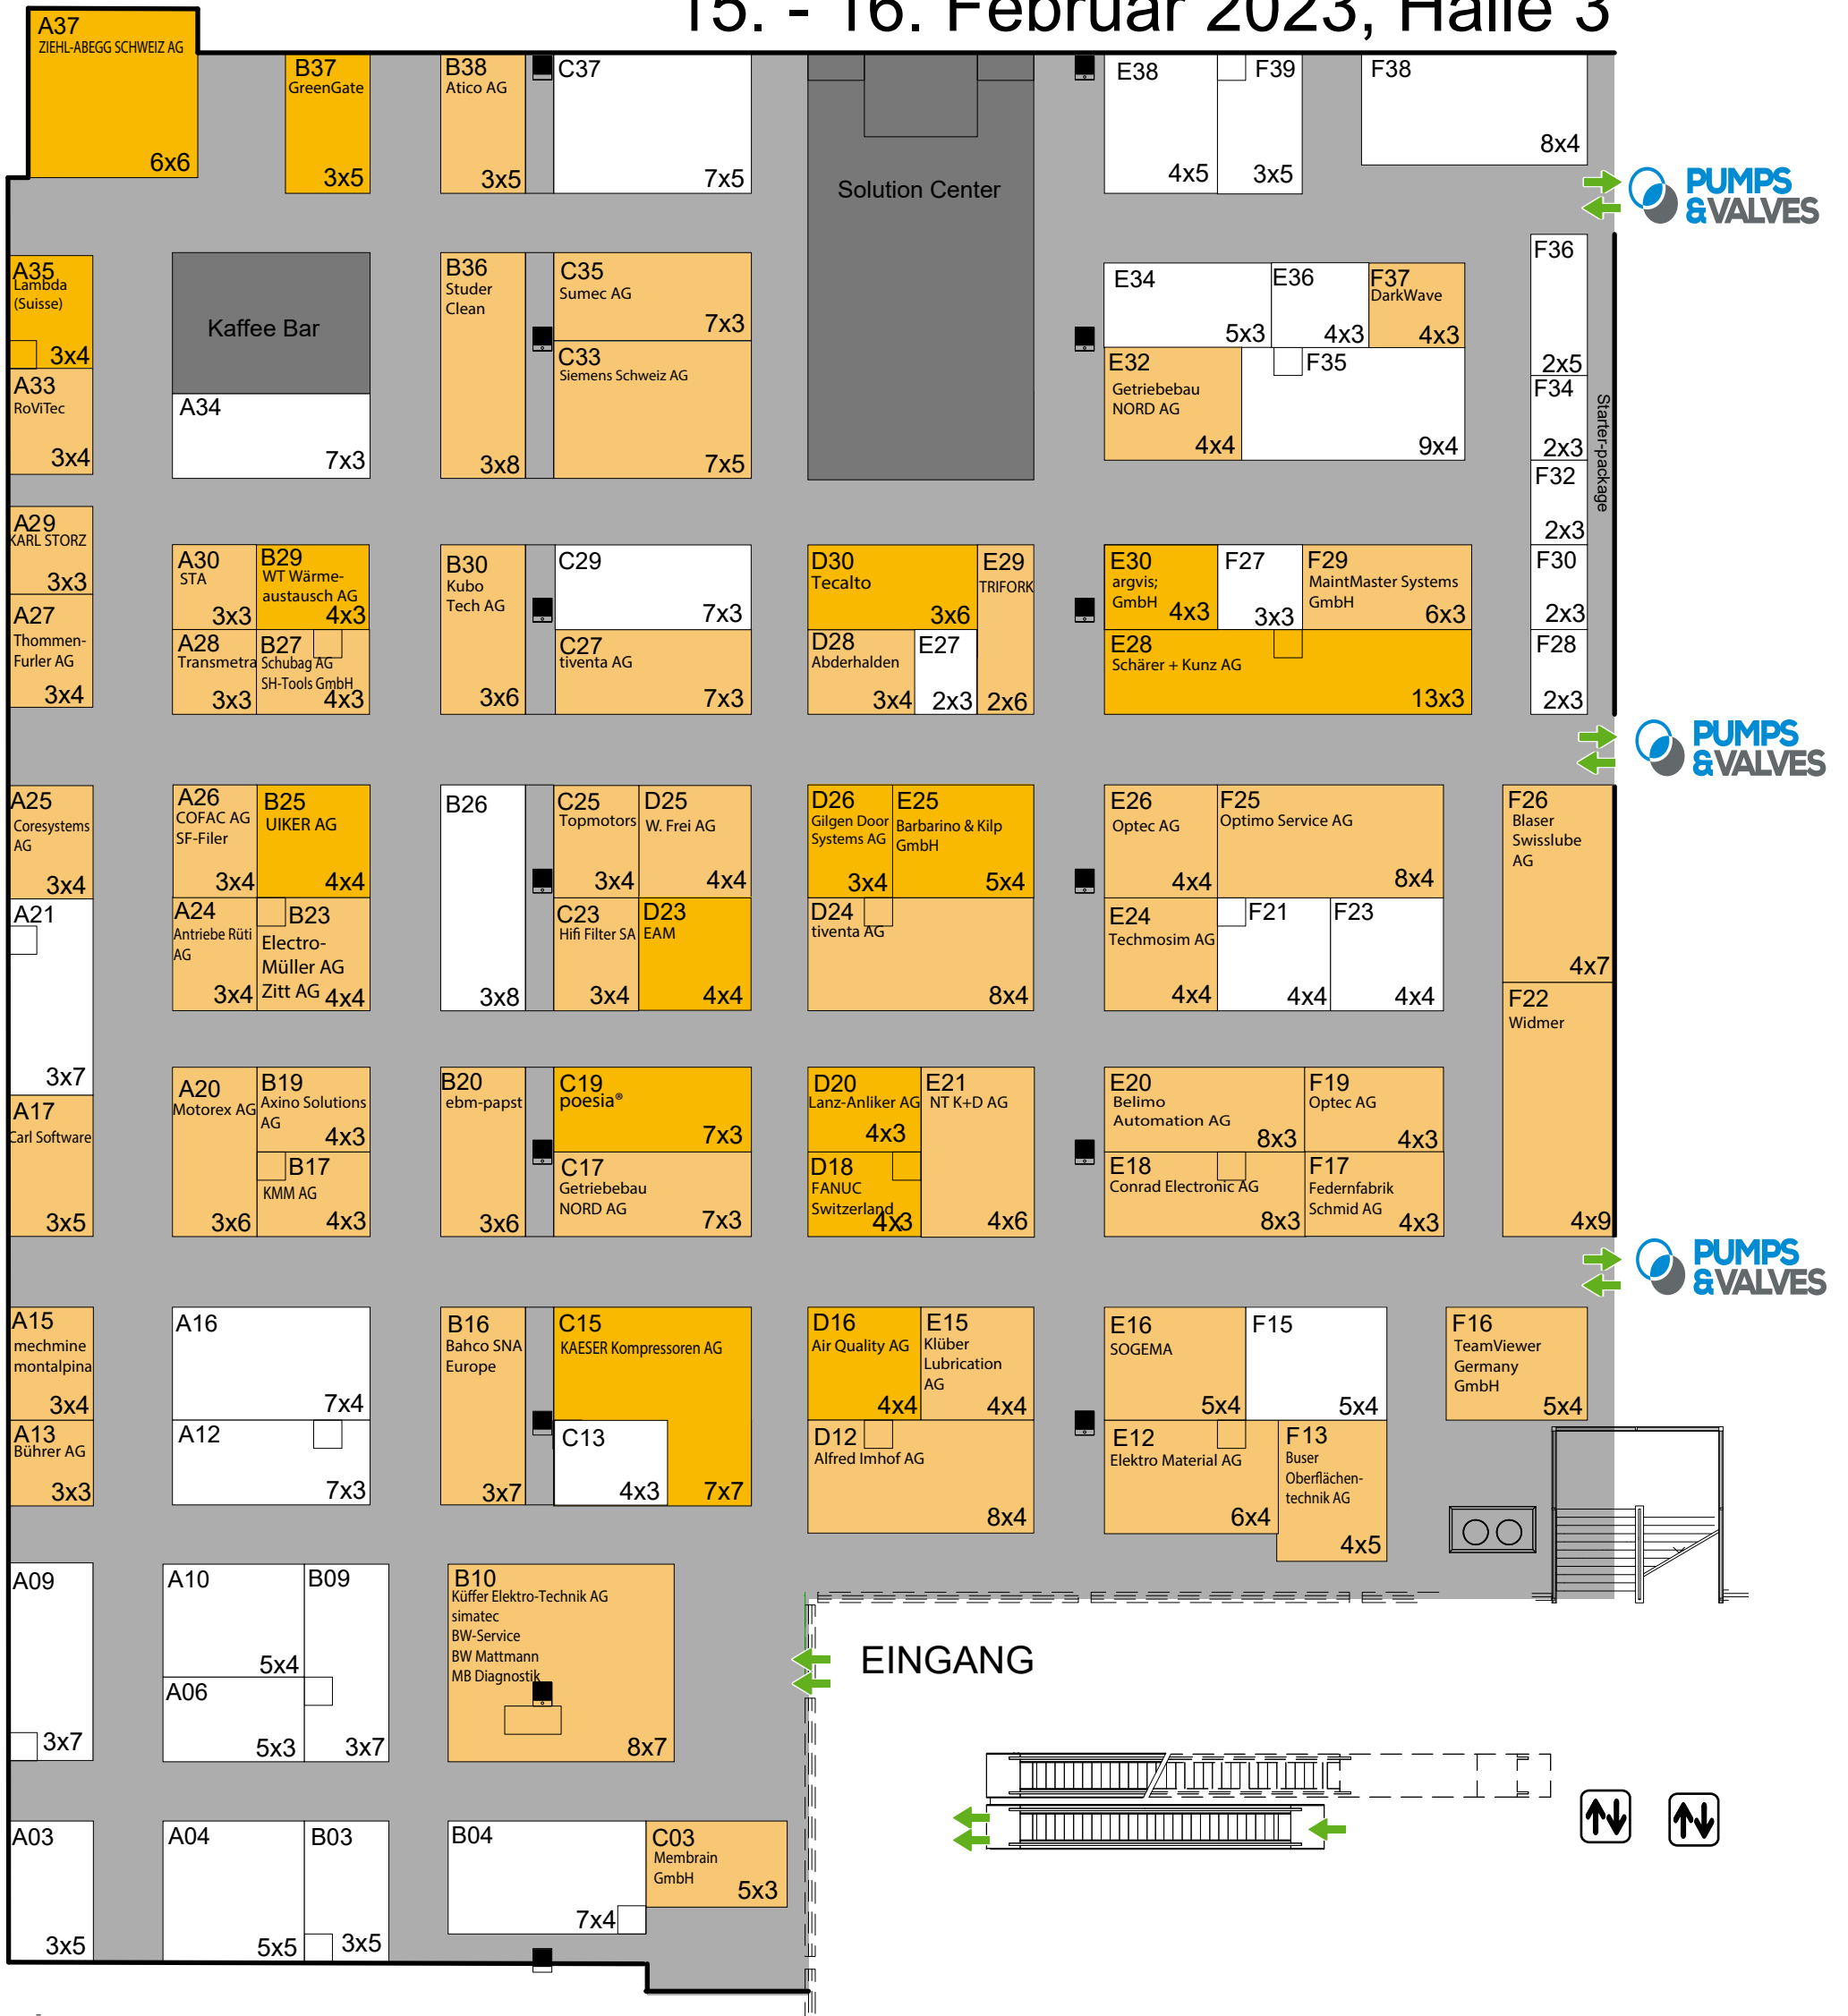 15. - 16. Februar 2023, Halle 3
A37
ZIEHL-ABEGG SCHWEIZ AG
6x6
B37
GreenGate
3x5
B38
Atico AG
3x5
C37
7x5
Solution Center
E38
4x5
F39
3x5
F38
8x4
PUMPS
&VALVES
A35
Lambda
(Suisse)
3x4
A33
RoViTec
3x4
Kaffee Bar
A34
7x3
B36
Studer
Clean
3x8
C35
Sumec AG
7x3
C33
Siemens Schweiz AG
7x5
E34
5x3
E36
4x3
F37
DarkWave
4x3
E32
Getriebebau
NORD AG
4x4
F35
9x4
F36
2x5
F34
2x3
F32
2x3
F30
2x3
F28
2x3
Starter-package
A29
KARL STORZ
3x3
A27
Thommen-
Furler AG
3x4
A30
STA
3x3
B29
WT Wärme-
austausch AG
4x3
A28
Transmetra
3x3
B27
Schubag AG
SH-Tools GmbH
4x3
B30
Kubo
Tech AG
3x6
C29
7x3
C27
tiventa AG
7x3
D30
Tecalto
3x6
E29
TRIFORK
2x6
D28
Abderhalden
3x4
E27
2x3
E30
argvis;
GmbH
4x3
F27
3x3
F29
MaintMaster Systems
GmbH
6x3
E28
Schärer + Kunz AG
13x3
PUMPS
&VALVES
A25
Coresystems
AG
3x4
A21
3x7
A17
Carl Software
3x5
A26
COFAC AG
SF-Filer
3x4
B25
UIKER AG
4x4
A24
Antriebe Rüti
AG
3x4
B23
Electro-
Müller AG
Zitt AG
4x4
B26
3x8
C25
Topmotors
3x4
D25
W. Frei AG
4x4
C23
Hifi Filter SA
3x4
D23
EAM
4x4
D26
Gilgen Door
Systems AG
3x4
E25
Barbarino & Kilp
GmbH
5x4
D24
tiventa AG
8x4
E26
Optec AG
4x4
F25
Optimo Service AG
8x4
E24
Techmosim AG
4x4
F21
4x4
F23
4x4
F26
Blaser
Swisslube
AG
4x7
F22
Widmer
4x9
A20
Motorex AG
3x6
B19
Axino Solutions
AG
4x3
B17
KMM AG
4x3
B20
ebm-papst
3x6
C19
poesia®
7x3
C17
Getriebebau
NORD AG
7x3
D20
Lanz-Anliker AG
4x3
D18
FANUC
Switzerland
4x3
E21
NT K+D AG
4x6
E20
Belimo
Automation AG
8x3
F19
Optec AG
4x3
E18
Conrad Electronic AG
8x3
F17
Federnfabrik
Schmid AG
4x3
PUMPS
&VALVES
A15
mechmine
montalpina
3x4
A13
Bührer AG
3x3
A16
7x4
A12
7x3
B16
Bahco SNA
Europe
3x7
C15
KAESER Kompressoren AG
7x7
C13
4x3
D16
Air Quality AG
4x4
E15
Klüber
Lubrication
AG
4x4
D12
Alfred Imhof AG
8x4
E16
SOGEMA
5x4
F15
5x4
E12
Elektro Material AG
6x4
F13
Buser
Oberflächen-
technik AG
4x5
F16
TeamViewer
Germany
GmbH
5x4
A09
3x7
A10
5x4
A06
5x3
B09
3x7
B10
Küffer Elektro-Technik AG
simatec
BW-Service
BW Mattmann
MB Diagnostik
8x7
EINGANG
A03
3x5
A04
5x5
B03
3x5
B04
7x4
C03
Membrain
GmbH
5x3